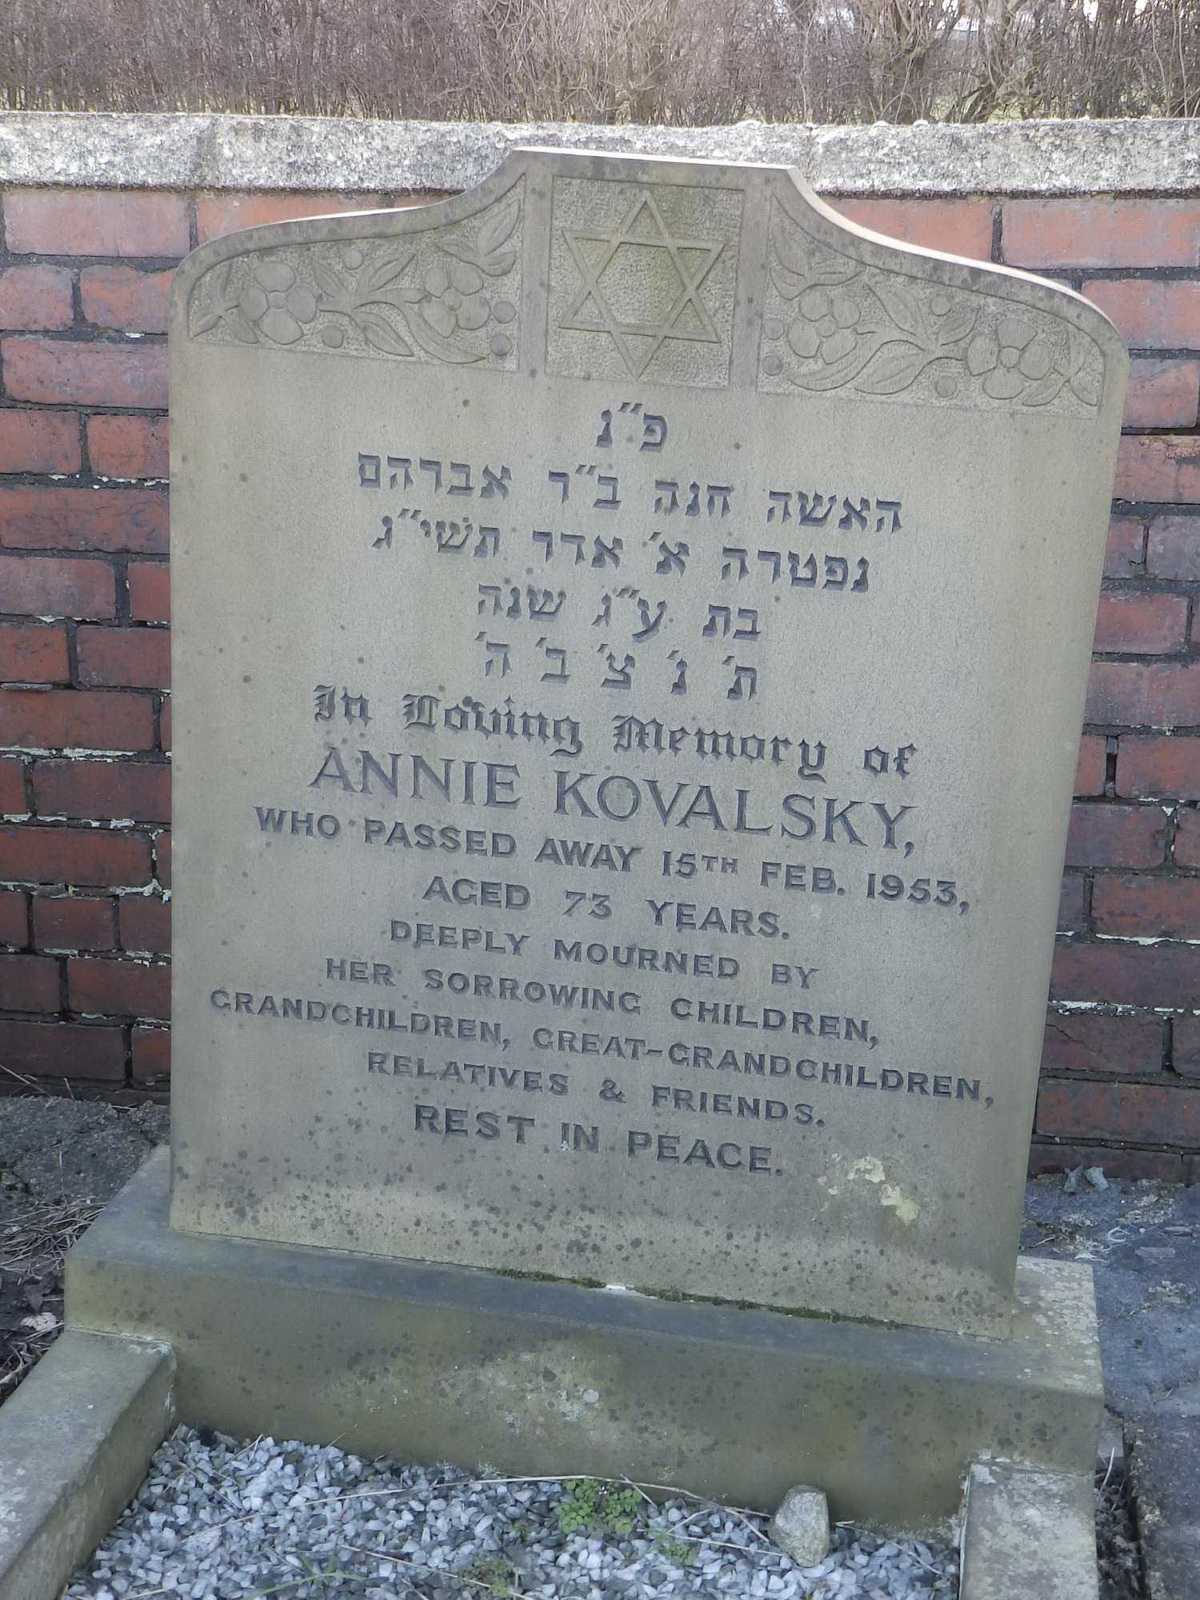 פ״נ
האשה חנה ב״ר אברהם
נפטרה א׳ אדר תשי״ג
בת ע״ג שנה
ת׳ נ׳ צ׳ ב׳ ה׳
In Loving Memory of
ANNIE KOVALSKY,
WHO PASSED AWAY 15TH FEB. 1953,
AGED 73 YEARS.
DEEPLY MOURNED BY
HER SORROWING CHILDREN,
GRANDCHILDREN, GREAT-GRANDCHILDREN,
RELATIVES & FRIENDS.
REST IN PEACE.